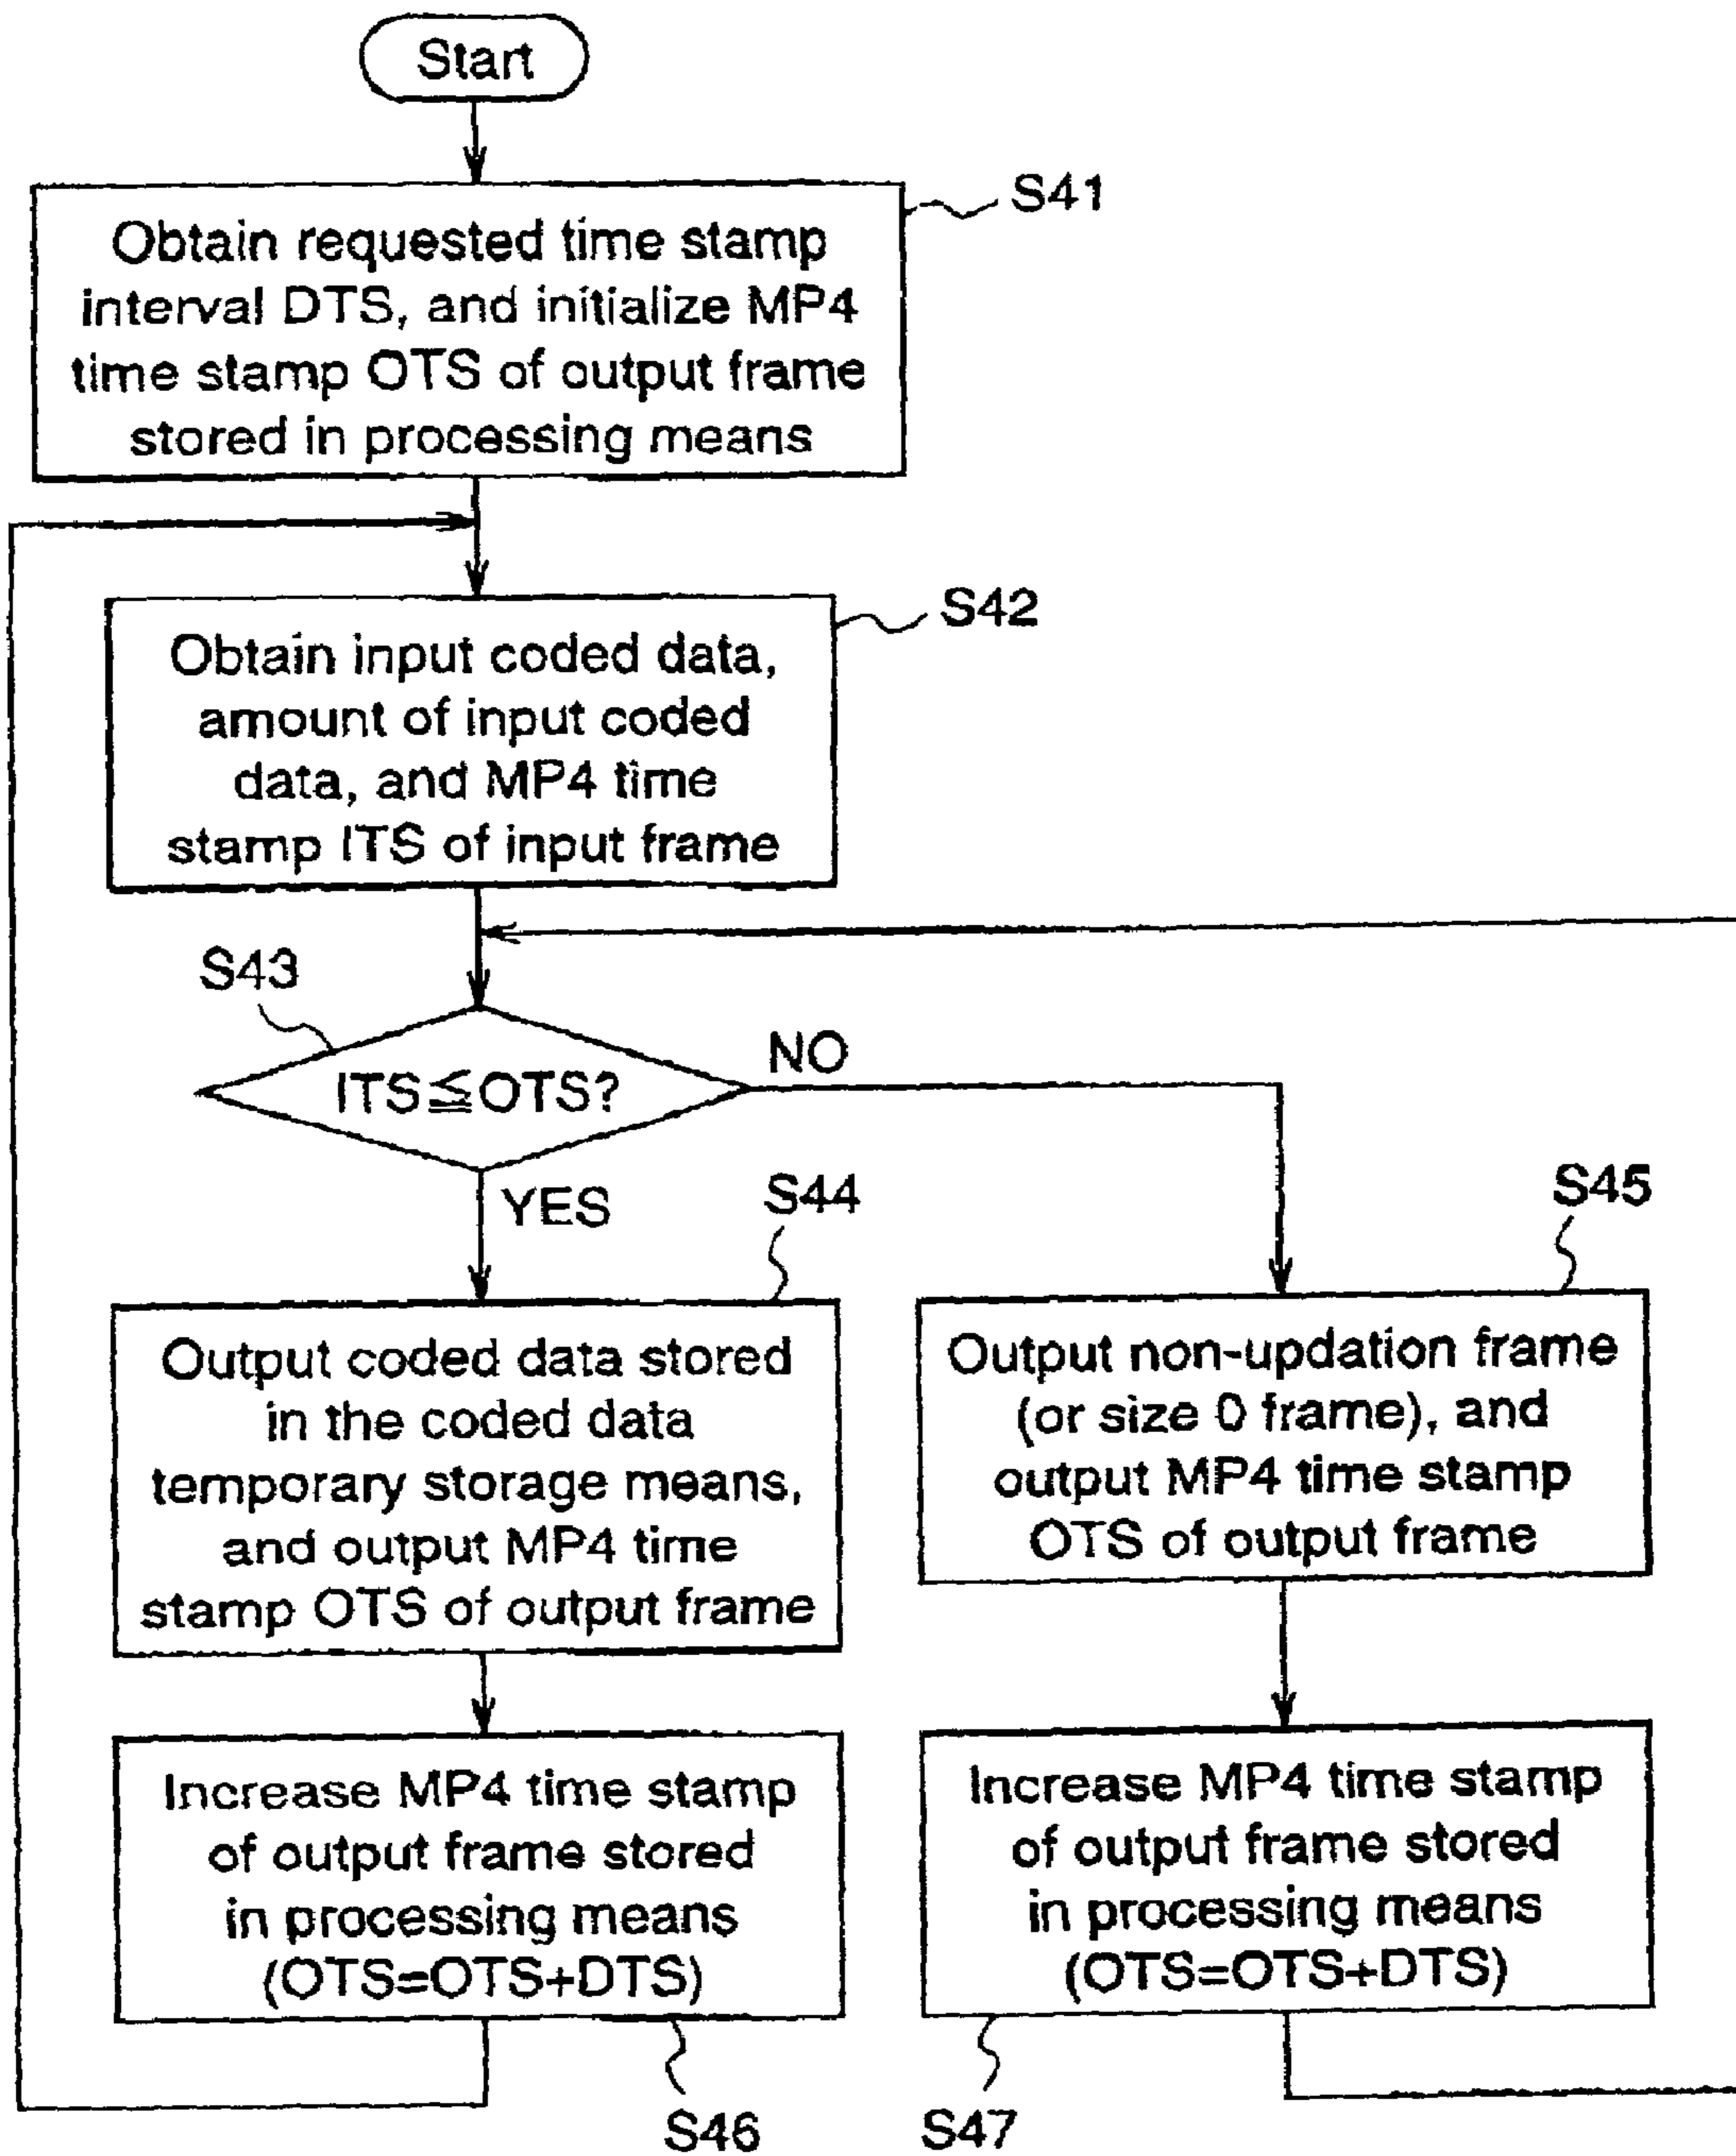 Start
S41
Obtain requested time stamp
interval DTS, and initialize MP4
time stamp OTS of output frame
stored in processing means
S42
Obtain input coded data,
amount of input coded
data, and MP4 time
stamp ITS of input frame
S43
ITS≦OTS?
NO
YES
S44
Output coded data stored
in the coded data
temporary storage means,
and output MP4 time
stamp OTS of output frame
S45
Output non-updation frame
(or size 0 frame), and
output MP4 time stamp
OTS of output frame
Increase MP4 time stamp
of output frame stored
in processing means
(OTS=OTS+DTS)
S46
Increase MP4 time stamp
of output frame stored
in processing means
(OTS=OTS+DTS)
S47